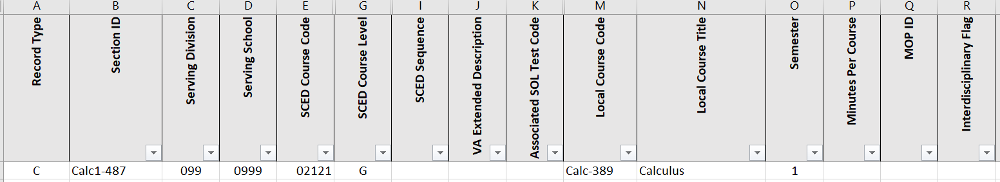 A B C D E G I J K M N O P Q R
Record Type
Section ID
Serving Division
Serving School
SCED Course Code
SCED Course Level
SCED Sequence
VA Extended Description
Associated SOL Test Code
Local Course Code
Local Course Title
Semester
Minutes Per Course
MOP ID
Interdisciplinary Flag
C Calc1-487 099 0999 02121 G Calc-389 Calculus 1